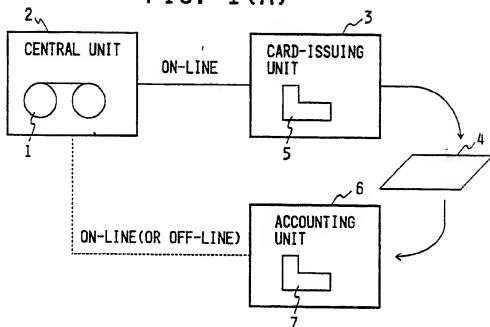 FIG. 1(A)
2
3
CENTRAL UNIT
CARD-ISSUING
UNIT
ON-LINE
1
5
4
6
ACCOUNTING
UNIT
ON-LINE(OR OFF-LINE)
7